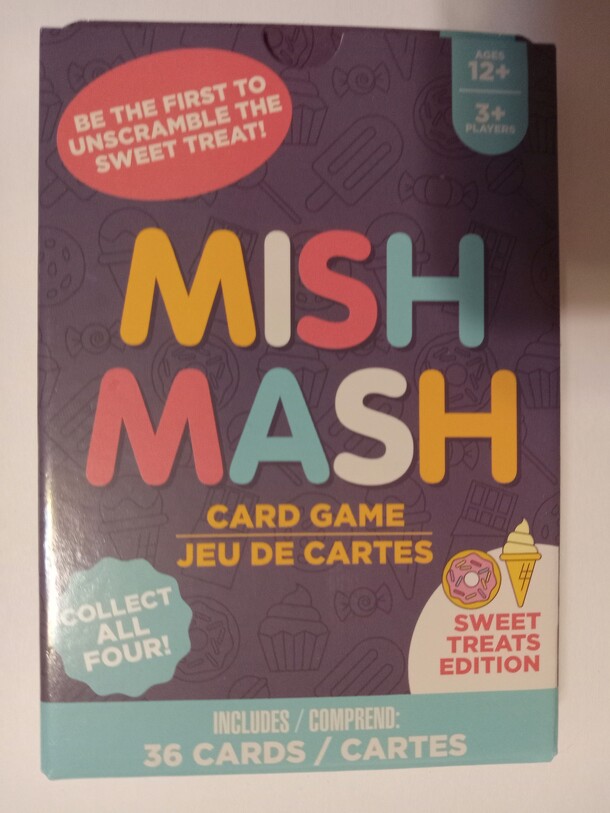 BE THE FIRST TO
UNSCRAMBLE THE
SWEET TREAT!
AGES
12+
3+
PLAYERS
MISH
MASH
CARD GAME
JEU DE CARTES
COLLECT
ALL
FOUR!
SWEET
TREATS
EDITION
INCLUDES / COMPREND:
36 CARDS / CARTES